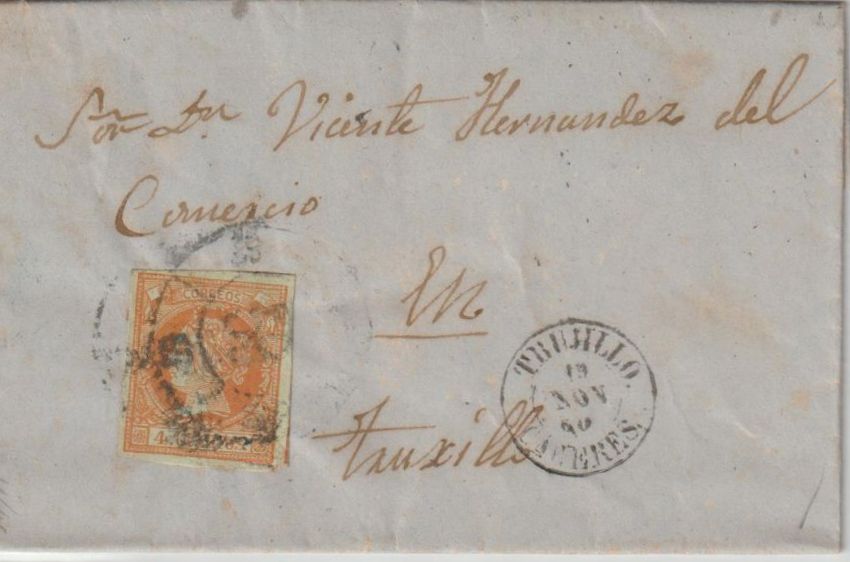 Sor Dn Vicente Hernandez del
Comercio
En
Truxillo
CORREOS
TRUJILLO.
19
NOV
60
CACERES.